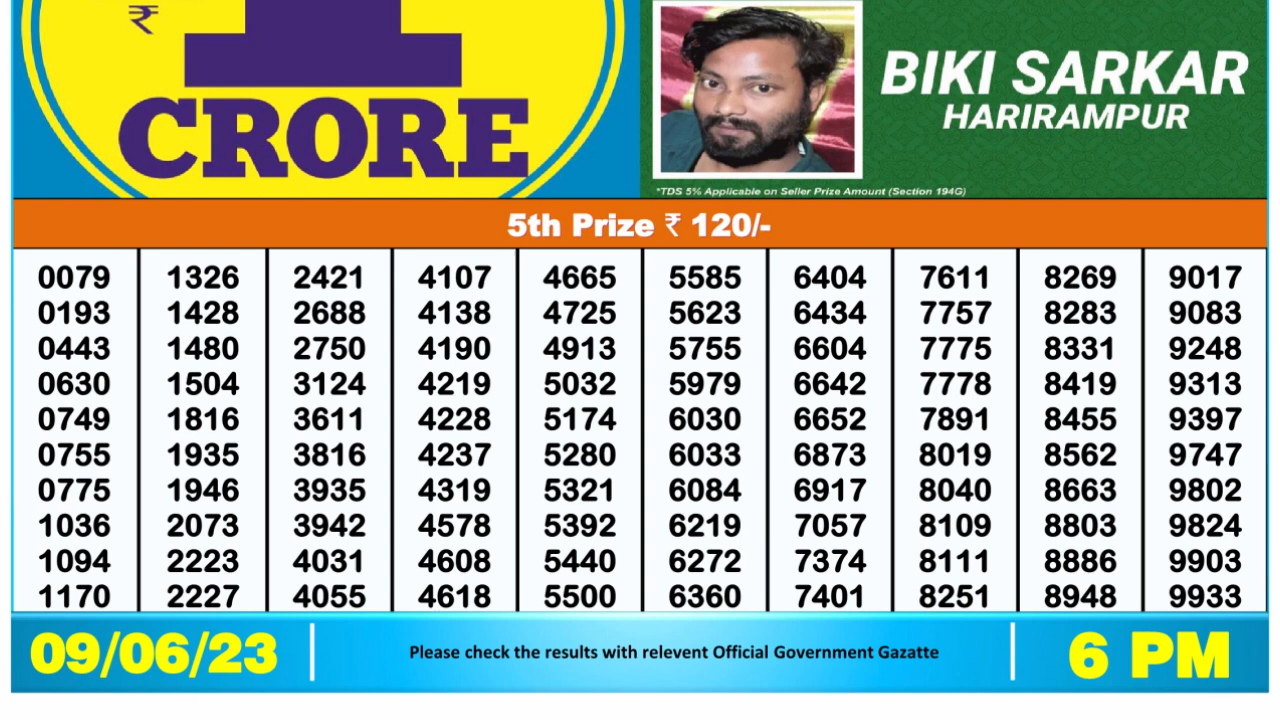 ₹
CRORE
BIKI SARKAR
HARIRAMPUR
*TDS 5% Applicable on Seller Prize Amount (Section 194G)
5th Prize ₹ 120/-
0079 1326 2421 4107 4665 5585 6404 7611 8269 9017
0193 1428 2688 4138 4725 5623 6434 7757 8283 9083
0443 1480 2750 4190 4913 5755 6604 7775 8331 9248
0630 1504 3124 4219 5032 5979 6642 7778 8419 9313
0749 1816 3611 4228 5174 6030 6652 7891 8455 9397
0755 1935 3816 4237 5280 6033 6873 8019 8562 9747
0775 1946 3935 4319 5321 6084 6917 8040 8663 9802
1036 2073 3942 4578 5392 6219 7057 8109 8803 9824
1094 2223 4031 4608 5440 6272 7374 8111 8886 9903
1170 2227 4055 4618 5500 6360 7401 8251 8948 9933
09/06/23 Please check the results with relevent Official Government Gazatte 6 PM